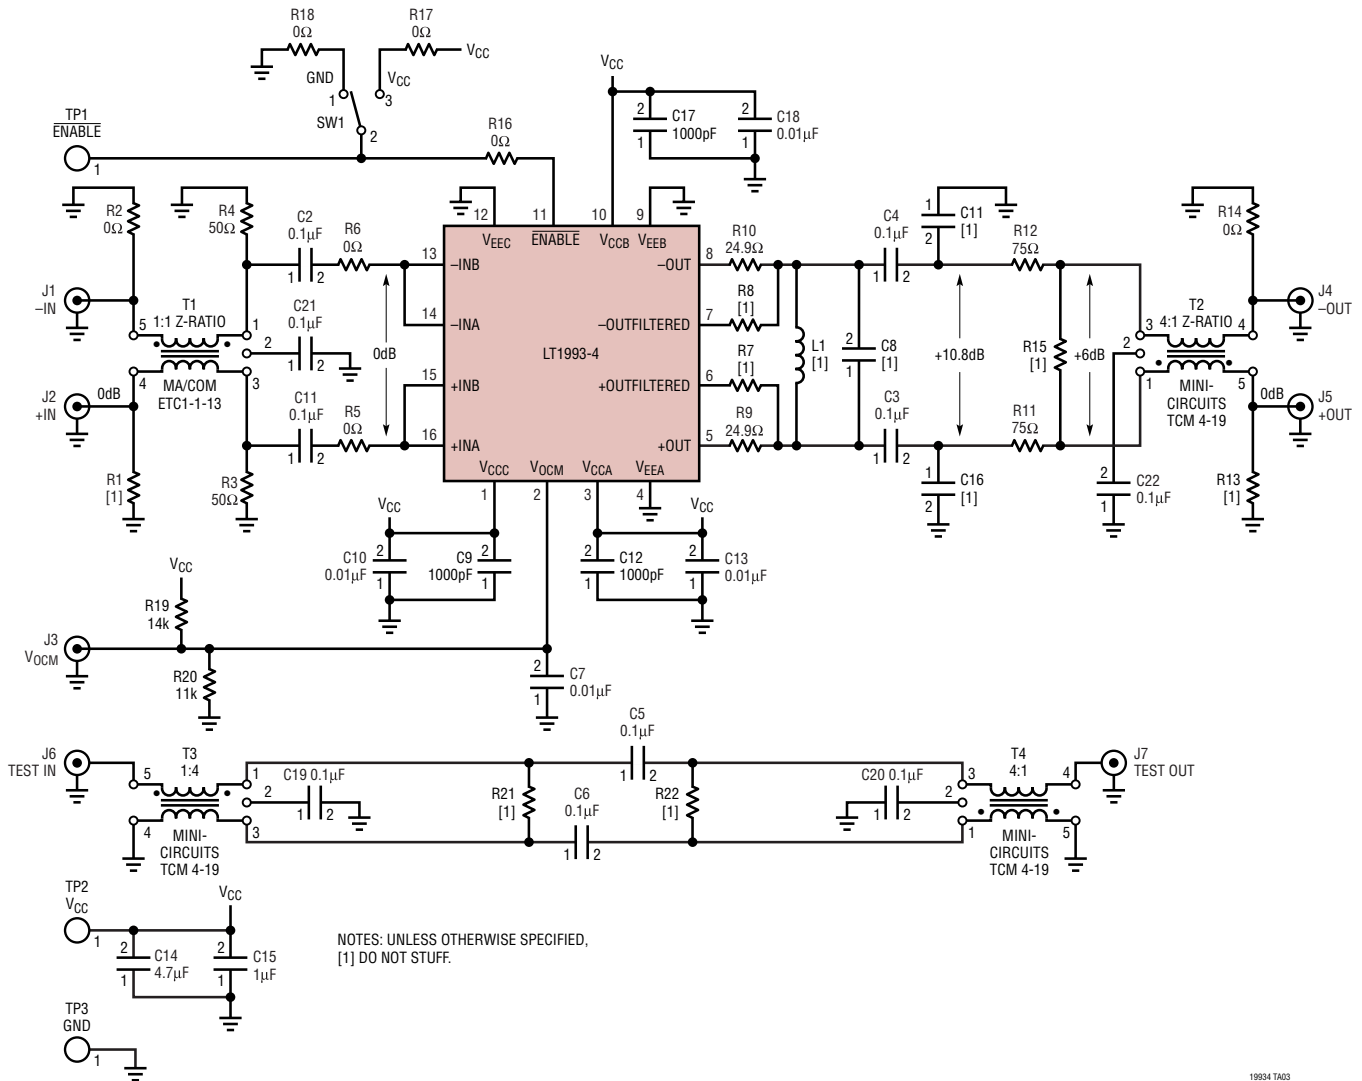 R18
0Ω
R17
0Ω
VCC
GND
VCC
1
3
SW1
2
TP1
ENABLE
1
R16
0Ω
VCC
2
C17
1000pF
1
2
C18
0.01µF
1
R2
0Ω
R4
50Ω
C2
0.1µF
1
2
R6
0Ω
12
11
10
9
VEEC
ENABLE
VCCB
VEEB
13
–INB
14
–INA
15
+INB
16
+INA
LT1993-4
–OUT
8
–OUTFILTERED
7
+OUTFILTERED
6
+OUT
5
VCCC
VOCM
VCCA
VEEA
1
2
3
4
J1
–IN
T1
1:1 Z-RATIO
5
1
2
4
3
MA/COM
ETC1-1-13
C21
0.1µF
1
2
0dB
J2
+IN
0dB
C11
0.1µF
1
2
R5
0Ω
R1
[1]
R3
50Ω
R10
24.9Ω
R8
[1]
R7
[1]
R9
24.9Ω
L1
[1]
2
C8
[1]
1
C4
0.1µF
1
2
C3
0.1µF
1
2
1
C11
[1]
2
R12
75Ω
+10.8dB
R15
[1]
+6dB
R11
75Ω
1
C16
[1]
2
R14
0Ω
J4
–OUT
T2
4:1 Z-RATIO
3
4
2
1
5
MINI-
CIRCUITS
TCM 4-19
0dB
J5
+OUT
2
C22
0.1µF
1
R13
[1]
VCC
C10
0.01µF
2
1
C9
1000pF
2
1
VCC
2
C12
1000pF
1
2
C13
0.01µF
1
VCC
R19
14k
J3
VOCM
R20
11k
2
C7
0.01µF
1
J6
TEST IN
T3
1:4
5
1
2
4
3
MINI-
CIRCUITS
TCM 4-19
C19 0.1µF
1
2
R21
[1]
C5
0.1µF
1
2
C6
0.1µF
1
2
R22
[1]
C20 0.1µF
1
2
T4
4:1
3
4
2
1
5
MINI-
CIRCUITS
TCM 4-19
J7
TEST OUT
TP2
VCC
1
VCC
2
C14
4.7µF
1
2
C15
1µF
1
NOTES: UNLESS OTHERWISE SPECIFIED,
[1] DO NOT STUFF.
TP3
GND
1
19934 TA03